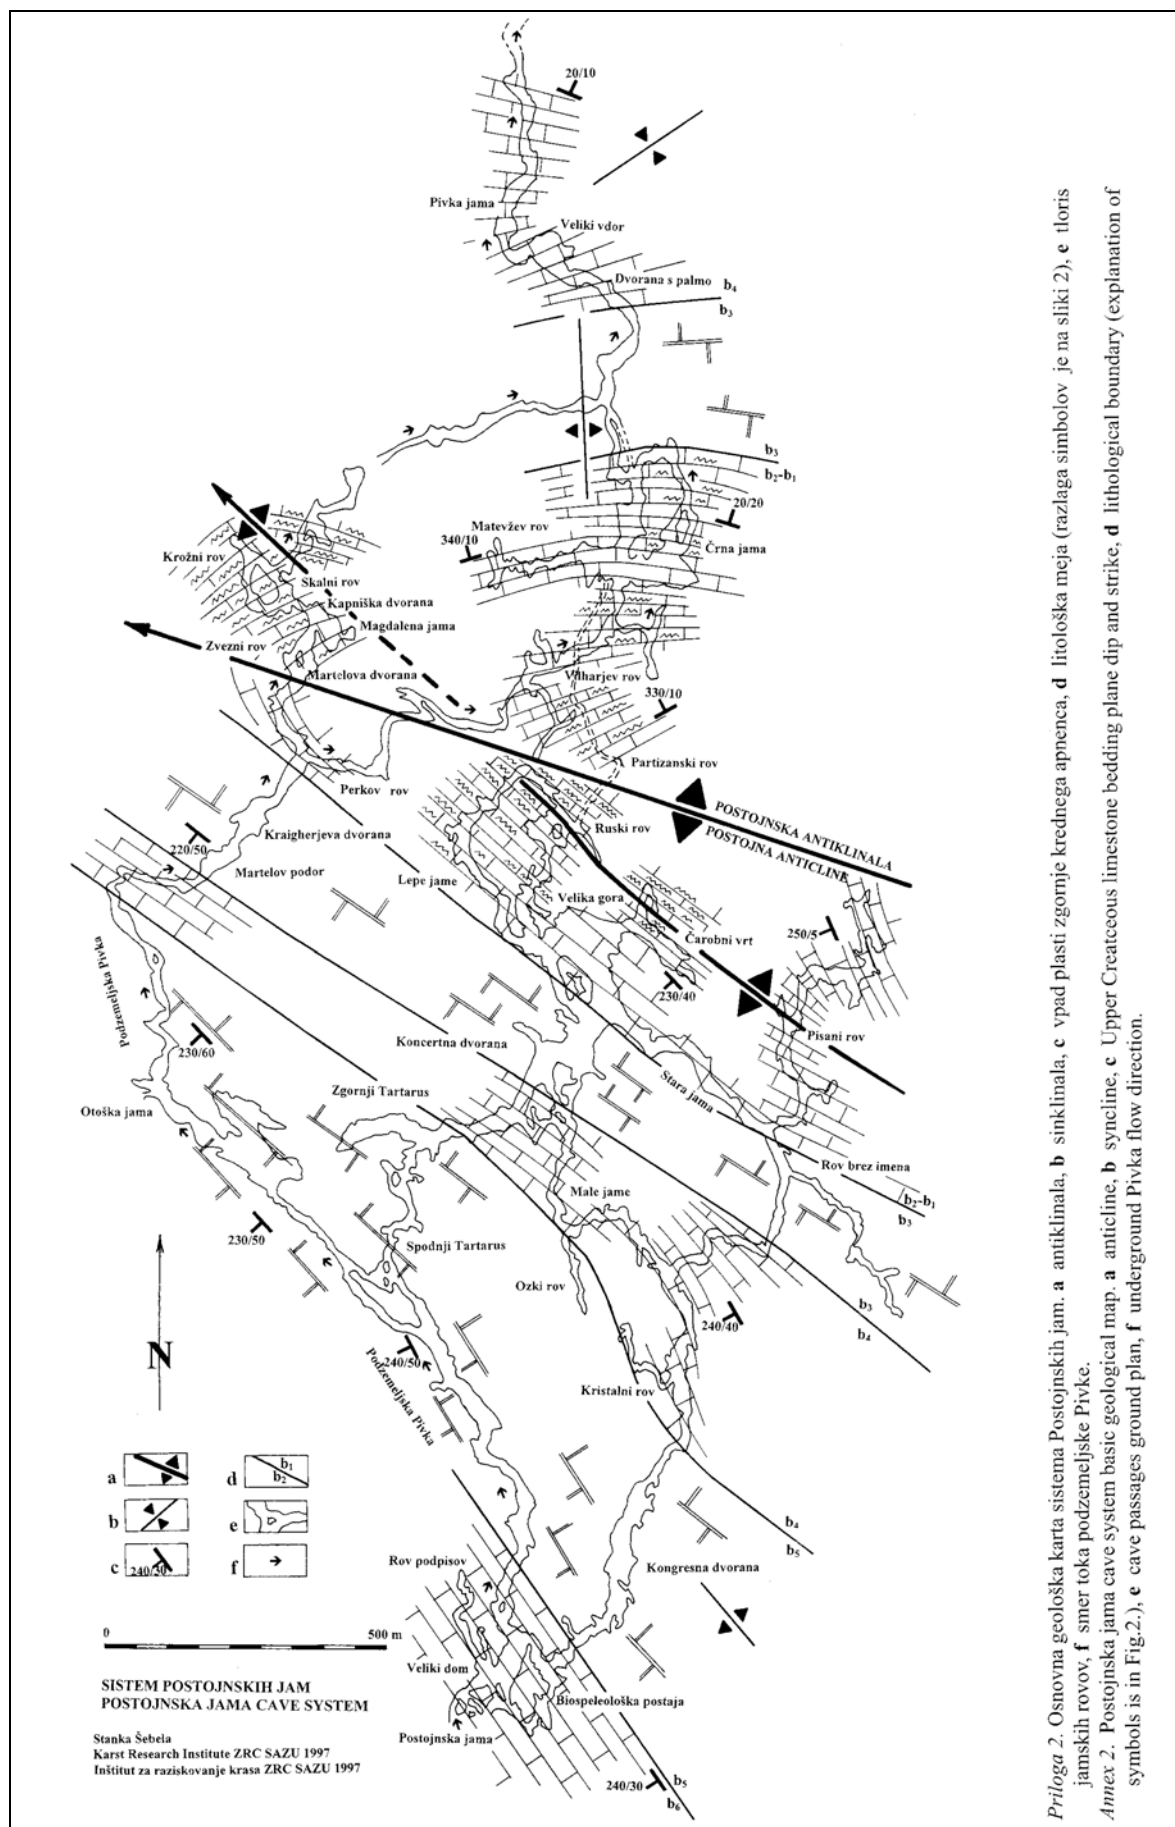 20/10
Pivka jama
Veliki vdor
Dvorana s palmo
b₄
b₃
b₃
b₂-b₁
20/20
Matevžev rov
340/10
Črna jama
Krožni rov
Skalni rov
Kapniška dvorana
Magdalena jama
Zvezni rov
Martelova dvorana
Vilharjev rov
330/10
Partizanski rov
Perkov rov
POSTOJNSKA ANTIKLINALA
POSTOJNA ANTICLINE
Kraigherjeva dvorana
Ruski rov
220/50
Martelov podor
Lepe jame
Velika gora
Čarobni vrt
250/5
230/40
Podzemeljska Pivka
230/60
Koncertna dvorana
Pisani rov
Zgornji Tartarus
Stara jama
Otoška jama
Rov brez imena
b₂-b₁
b₃
Male jame
230/50
Spodnji Tartarus
Ozki rov
b₃
b₄
240/40
240/50
Podzemeljska Pivka
Kristalni rov
N
a
d
b₁
b₂
b
e
c
240/30
f
b₄
b₅
Rov podpisov
Kongresna dvorana
0
500 m
Veliki dom
Biospeleološka postaja
Postojnska jama
240/30
b₅
b₆
SISTEM POSTOJNSKIH JAM
POSTOJNSKA JAMA CAVE SYSTEM
Stanka Šebela
Karst Research Institute ZRC SAZU 1997
Inštitut za raziskovanje krasa ZRC SAZU 1997
Priloga 2. Osnovna geološka karta sistema Postojnskih jam. a antiklinala, b sinklinala, c vpad plasti zgornje krednega apnenca, d litološka meja (razlaga simbolov je na sliki 2), e tloris
jamskih rovov, f smer toka podzemeljske Pivke.
Annex 2. Postojnska jama cave system basic geological map. a anticline, b syncline, c Upper Creatceous limestone bedding plane dip and strike, d lithological boundary (explanation of
symbols is in Fig.2.), e cave passages ground plan, f underground Pivka flow direction.